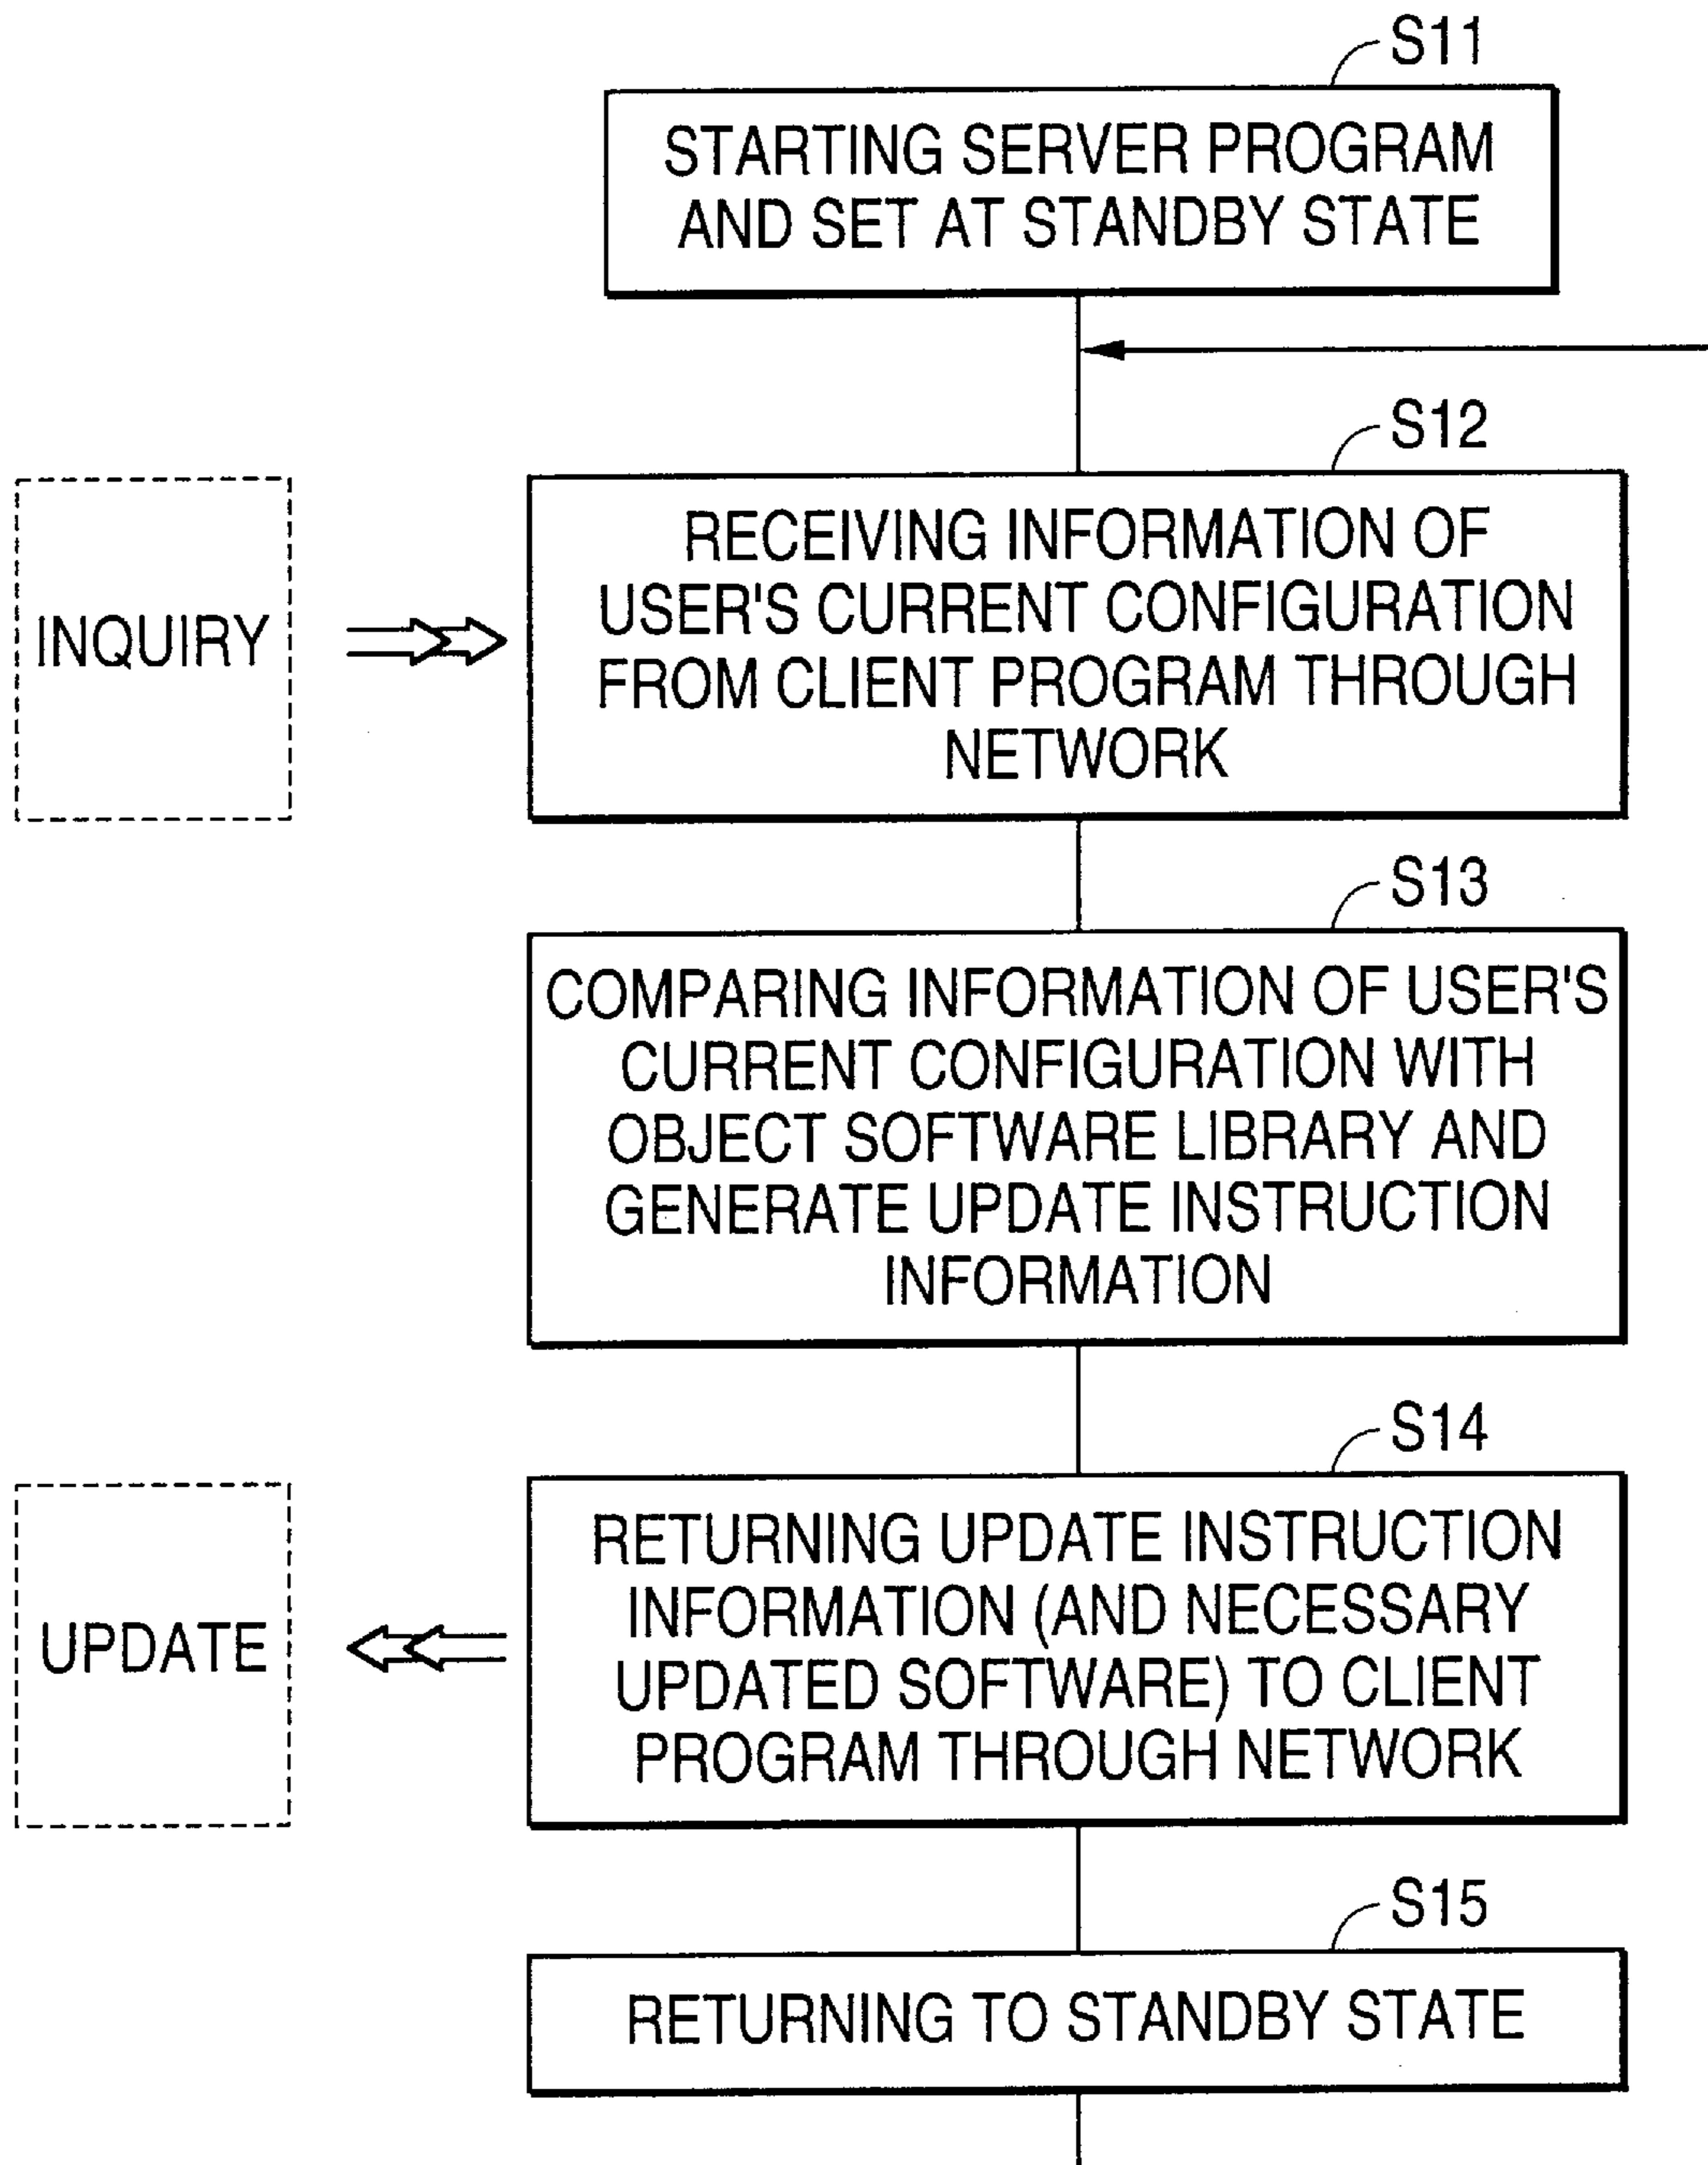 S11
STARTING SERVER PROGRAM
AND SET AT STANDBY STATE
S12
INQUIRY
RECEIVING INFORMATION OF
USER'S CURRENT CONFIGURATION
FROM CLIENT PROGRAM THROUGH
NETWORK
S13
COMPARING INFORMATION OF USER'S
CURRENT CONFIGURATION WITH
OBJECT SOFTWARE LIBRARY AND
GENERATE UPDATE INSTRUCTION
INFORMATION
S14
UPDATE
RETURNING UPDATE INSTRUCTION
INFORMATION (AND NECESSARY
UPDATED SOFTWARE) TO CLIENT
PROGRAM THROUGH NETWORK
S15
RETURNING TO STANDBY STATE